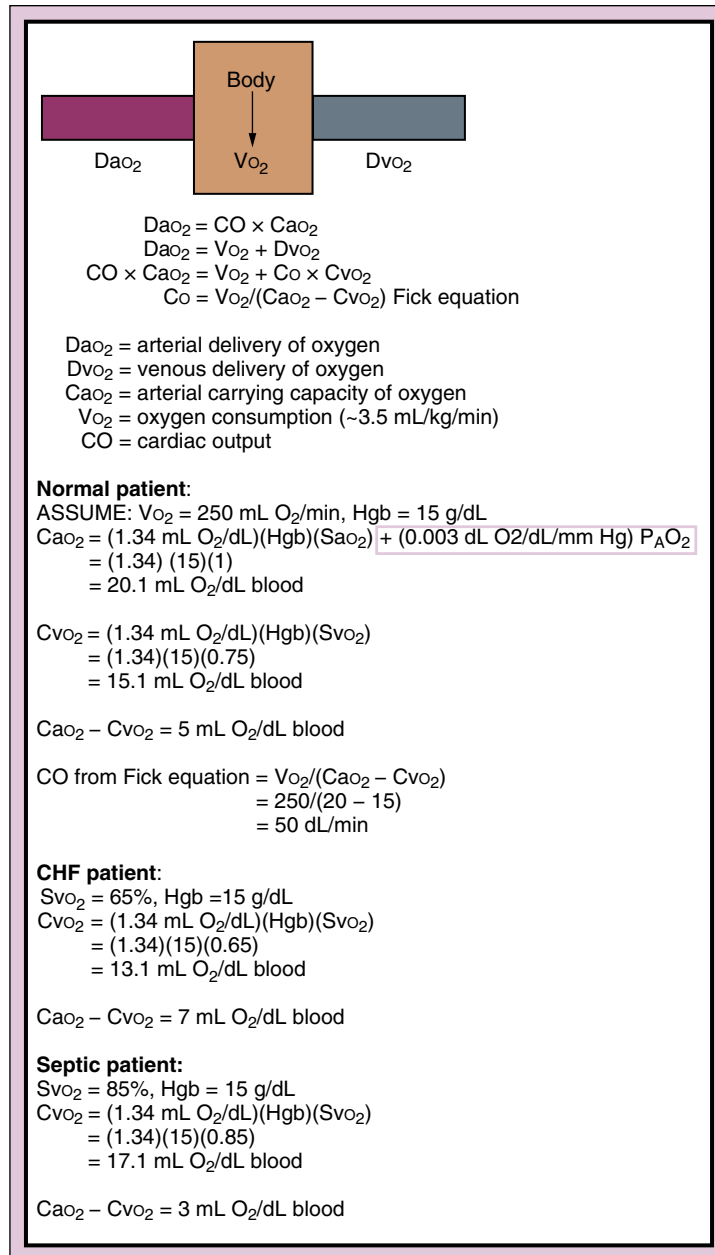 Body
DaO₂ VO₂ DvO₂
DaO₂ = CO × CaO₂
DaO₂ = VO₂ + DvO₂
CO × CaO₂ = VO₂ + CO × CvO₂
CO = VO₂/(CaO₂ – CvO₂) Fick equation
DaO₂ = arterial delivery of oxygen
DvO₂ = venous delivery of oxygen
CaO₂ = arterial carrying capacity of oxygen
VO₂ = oxygen consumption (~3.5 mL/kg/min)
CO = cardiac output
Normal patient:
ASSUME: VO₂ = 250 mL O₂/min, Hgb = 15 g/dL
CaO₂ = (1.34 mL O₂/dL)(Hgb)(SaO₂) + (0.003 dL O2/dL/mm Hg) PAO₂
= (1.34) (15)(1)
= 20.1 mL O₂/dL blood
CvO₂ = (1.34 mL O₂/dL)(Hgb)(SvO₂)
= (1.34)(15)(0.75)
= 15.1 mL O₂/dL blood
CaO₂ – CvO₂ = 5 mL O₂/dL blood
CO from Fick equation = VO₂/(CaO₂ – CvO₂)
= 250/(20 – 15)
= 50 dL/min
CHF patient:
SvO₂ = 65%, Hgb =15 g/dL
CvO₂ = (1.34 mL O₂/dL)(Hgb)(SvO₂)
= (1.34)(15)(0.65)
= 13.1 mL O₂/dL blood
CaO₂ – CvO₂ = 7 mL O₂/dL blood
Septic patient:
SvO₂ = 85%, Hgb = 15 g/dL
CvO₂ = (1.34 mL O₂/dL)(Hgb)(SvO₂)
= (1.34)(15)(0.85)
= 17.1 mL O₂/dL blood
CaO₂ – CvO₂ = 3 mL O₂/dL blood